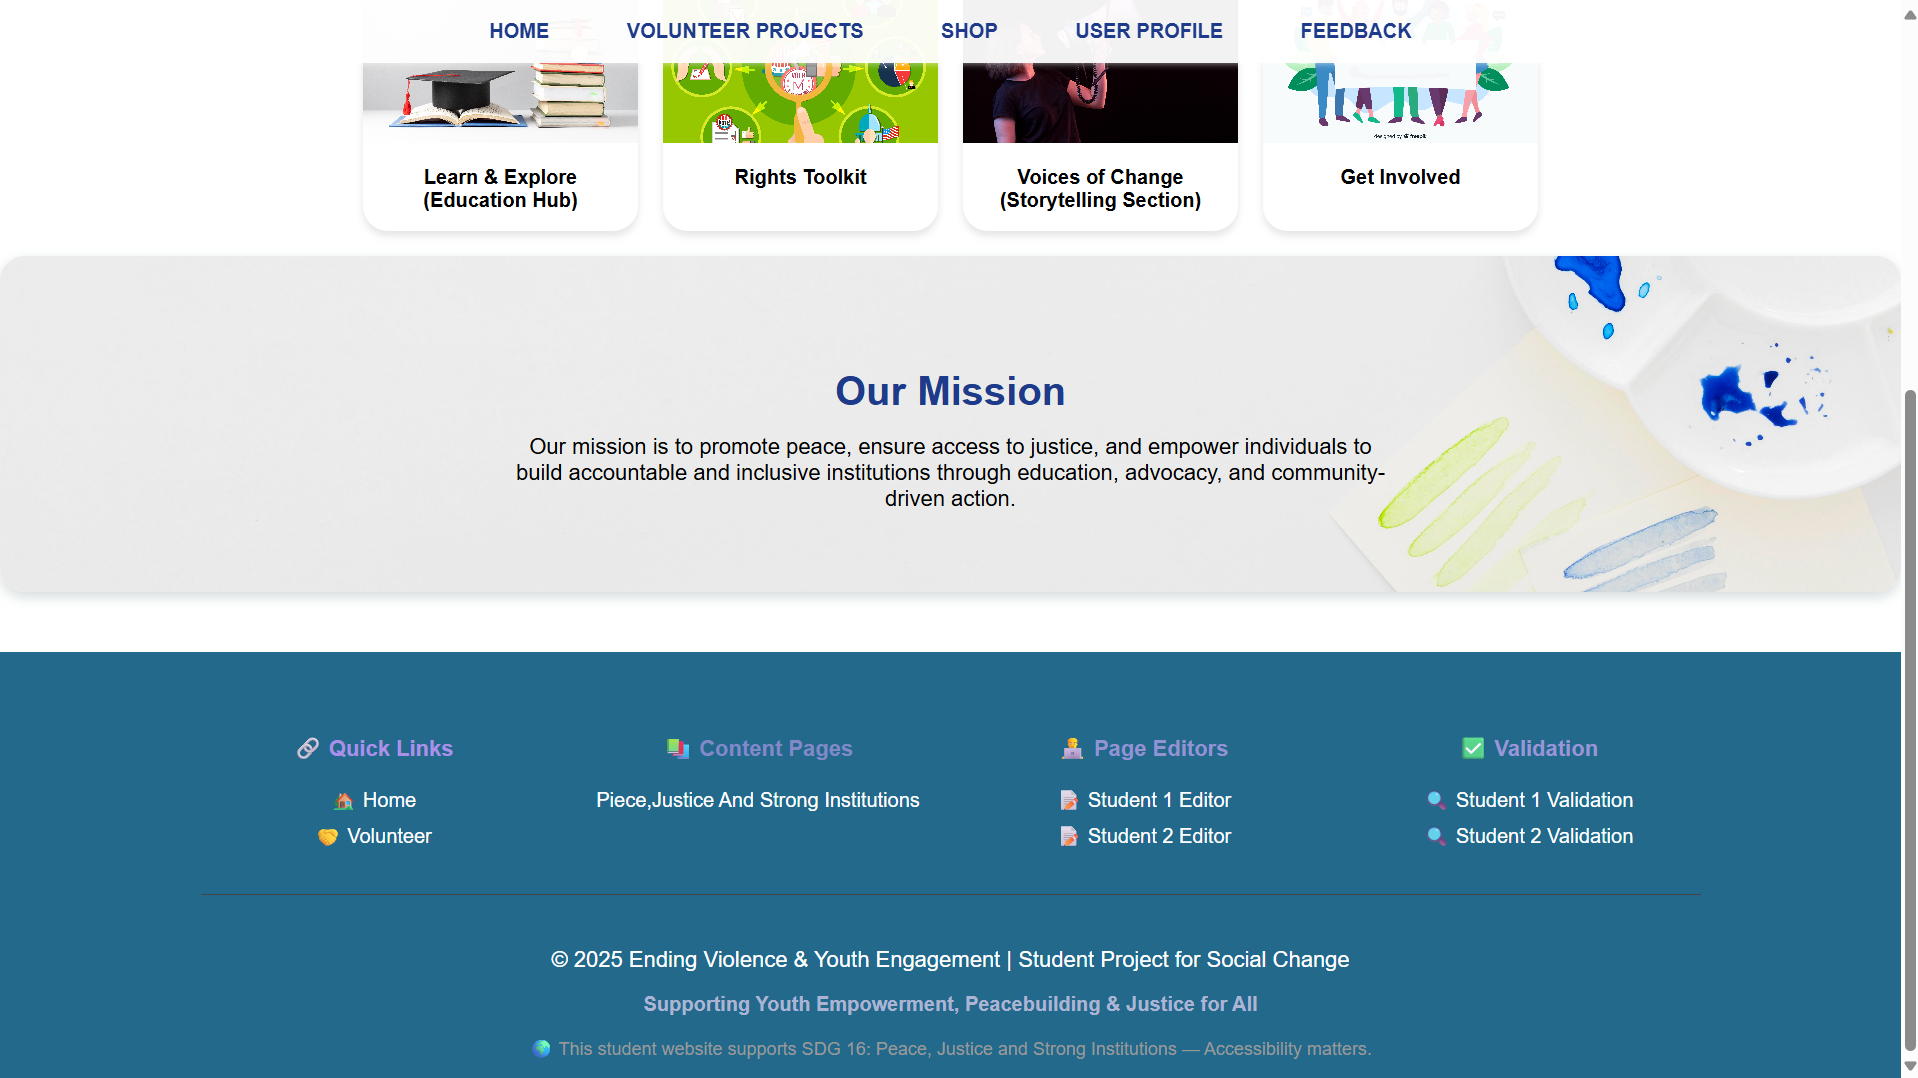 HOME VOLUNTEER PROJECTS SHOP USER PROFILE FEEDBACK
Learn & Explore
(Education Hub)
Rights Toolkit
Voices of Change
(Storytelling Section)
designed by freepik
Get Involved
Our Mission
Our mission is to promote peace, ensure access to justice, and empower individuals to
build accountable and inclusive institutions through education, advocacy, and community-
driven action.
Quick Links
Home
Volunteer
Content Pages
Piece,Justice And Strong Institutions
Page Editors
Student 1 Editor
Student 2 Editor
Validation
Student 1 Validation
Student 2 Validation
© 2025 Ending Violence & Youth Engagement | Student Project for Social Change
Supporting Youth Empowerment, Peacebuilding & Justice for All
This student website supports SDG 16: Peace, Justice and Strong Institutions — Accessibility matters.